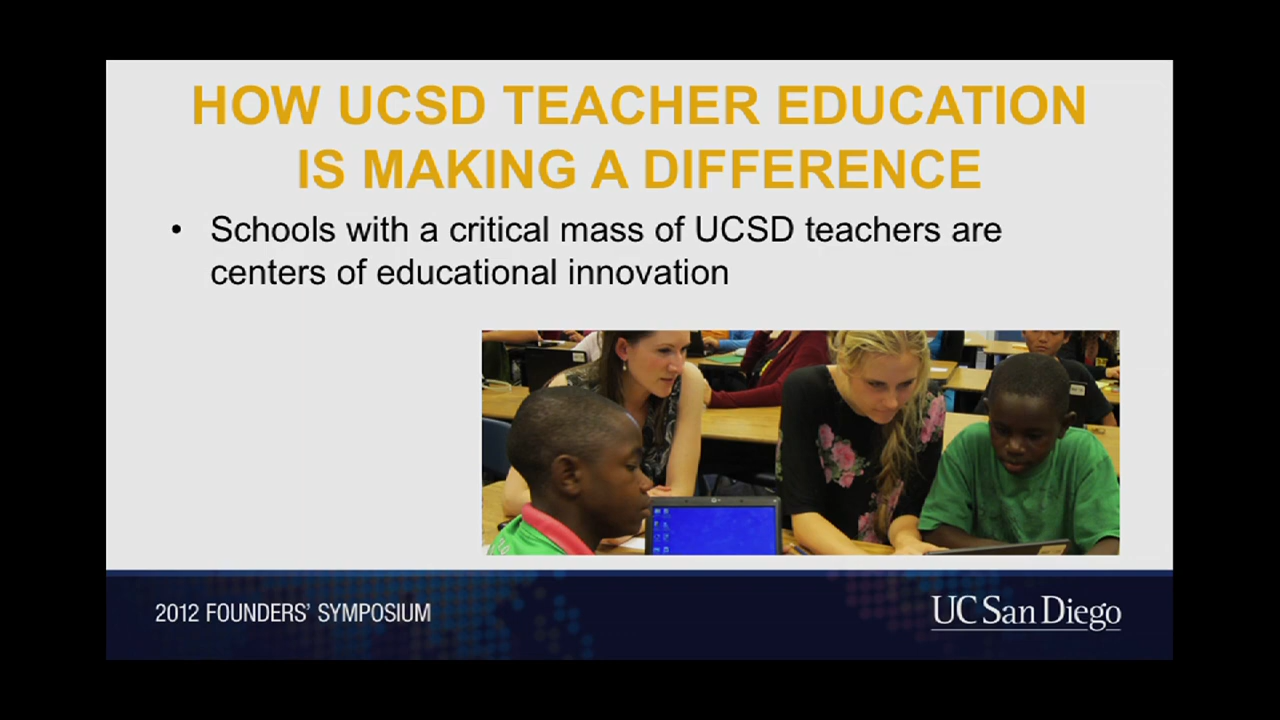 HOW UCSD TEACHER EDUCATION
IS MAKING A DIFFERENCE
• Schools with a critical mass of UCSD teachers are
centers of educational innovation
2012 FOUNDERS’ SYMPOSIUM
UC San Diego